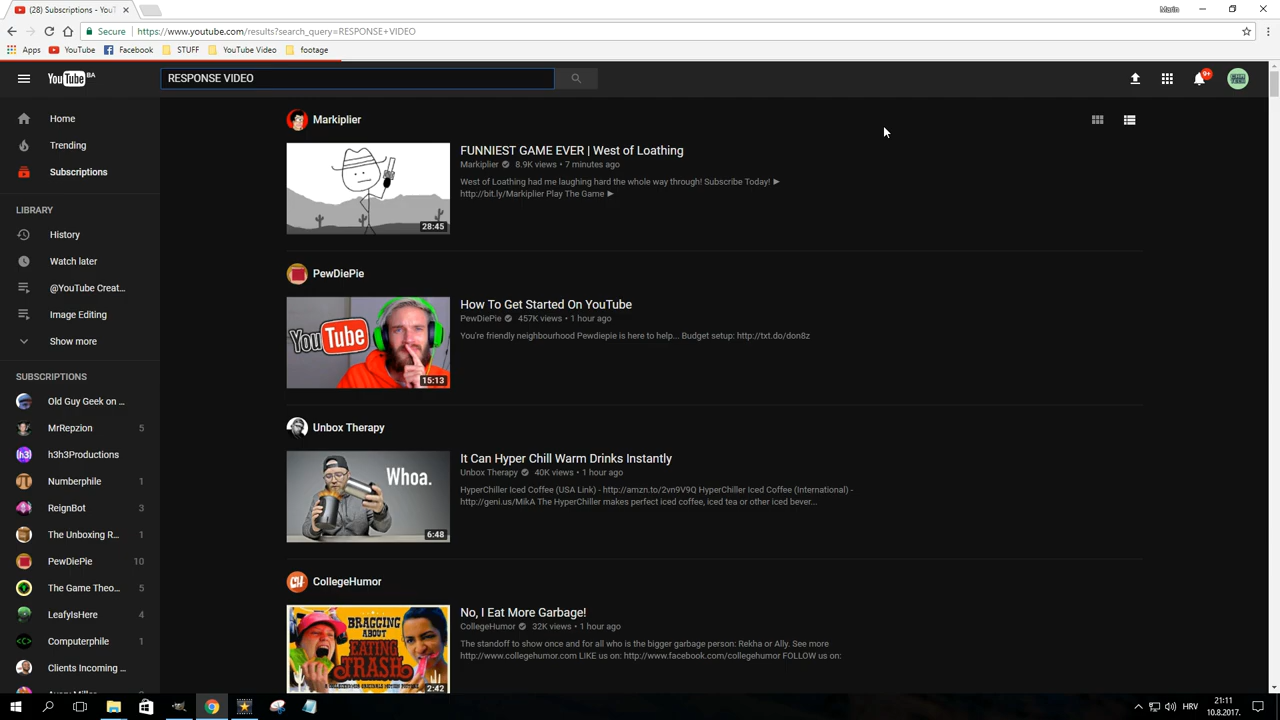 (28) Subscriptions - YouT
Marin
Secure
https://www.youtube.com/results?search_query=RESPONSE+VIDEO
Apps
YouTube
Facebook
STUFF
YouTube Video
footage
YouTube BA
RESPONSE VIDEO
9+
Home
Trending
Subscriptions
LIBRARY
History
Watch later
@YouTube Creat...
Image Editing
Show more
SUBSCRIPTIONS
Old Guy Geek on ...
MrRepzion 5
h3h3Productions
Numberphile 1
ReignBot 3
The Unboxing R... 1
PewDiePie 10
The Game Theo... 5
LeafyIsHere 4
Computerphile 1
Clients Incoming ...
Markiplier
FUNNIEST GAME EVER | West of Loathing
Markiplier 8.9K views • 7 minutes ago
West of Loathing had me laughing hard the whole way through! Subscribe Today! ►
http://bit.ly/Markiplier Play The Game ►
28:45
PewDiePie
How To Get Started On YouTube
PewDiePie 457K views • 1 hour ago
You're friendly neighbourhood Pewdiepie is here to help... Budget setup: http://txt.do/don8z
YouTube
15:13
Unbox Therapy
It Can Hyper Chill Warm Drinks Instantly
Unbox Therapy 40K views • 1 hour ago
HyperChiller Iced Coffee (USA Link) - http://amzn.to/2vn9V9Q HyperChiller Iced Coffee (International) -
http://geni.us/MikA The HyperChiller makes perfect iced coffee, iced tea or other iced bever...
Whoa.
6:48
CH
CollegeHumor
No, I Eat More Garbage!
CollegeHumor 32K views • 1 hour ago
The standoff to show once and for all who is the bigger garbage person: Rekha or Ally. See more
http://www.collegehumor.com LIKE us on: http://www.facebook.com/collegehumor FOLLOW us on:
BRAGGING
ABOUT
EATING
TRASH
2:42
HRV
21:11
10.8.2017.